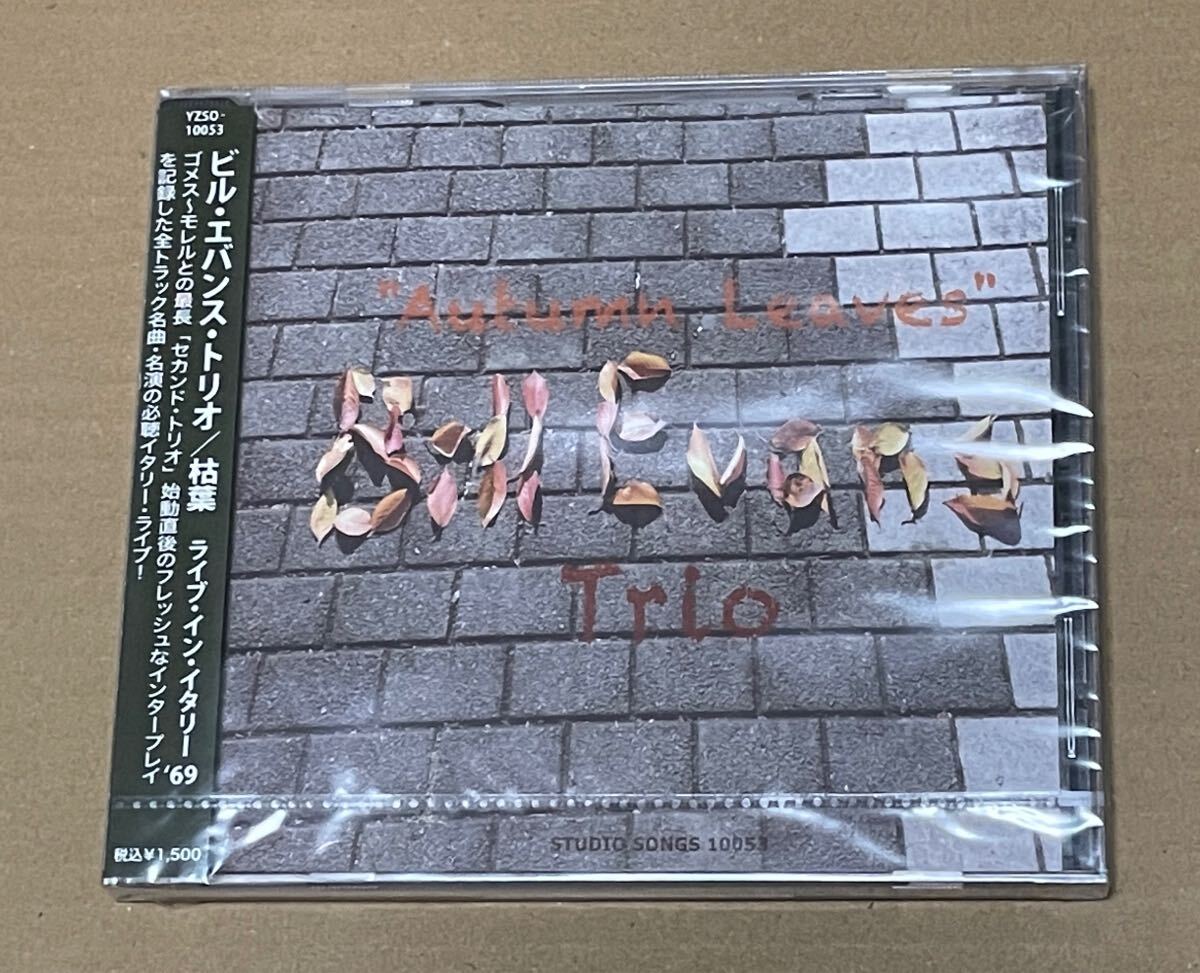 YZSO-
10053
ビル・エバンス・トリオ／枯葉 ライブ・イン・イタリー '69
ゴメス〜モレルとの最長「セカンド・トリオ」始動直後のフレッシュなインタープレイ
を記録した全トラック名曲・名演の必聴イタリー・ライブ！
税込¥1,500
"Autumn Leaves"
Bill Evans
Trio
STUDIO SONGS 10053